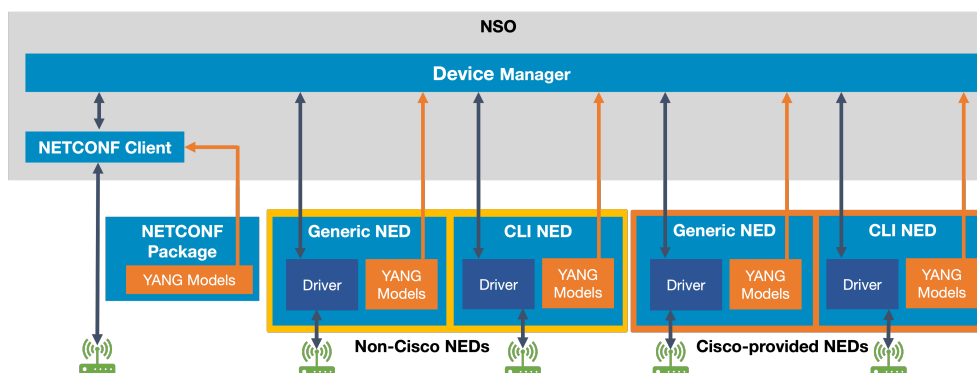 NSO
Device Manager
NETCONF Client
NETCONF
Package
YANG Models
Generic NED
Driver
YANG
Models
CLI NED
Driver
YANG
Models
Generic NED
Driver
YANG
Models
CLI NED
Driver
YANG
Models
Non-Cisco NEDs
Cisco-provided NEDs